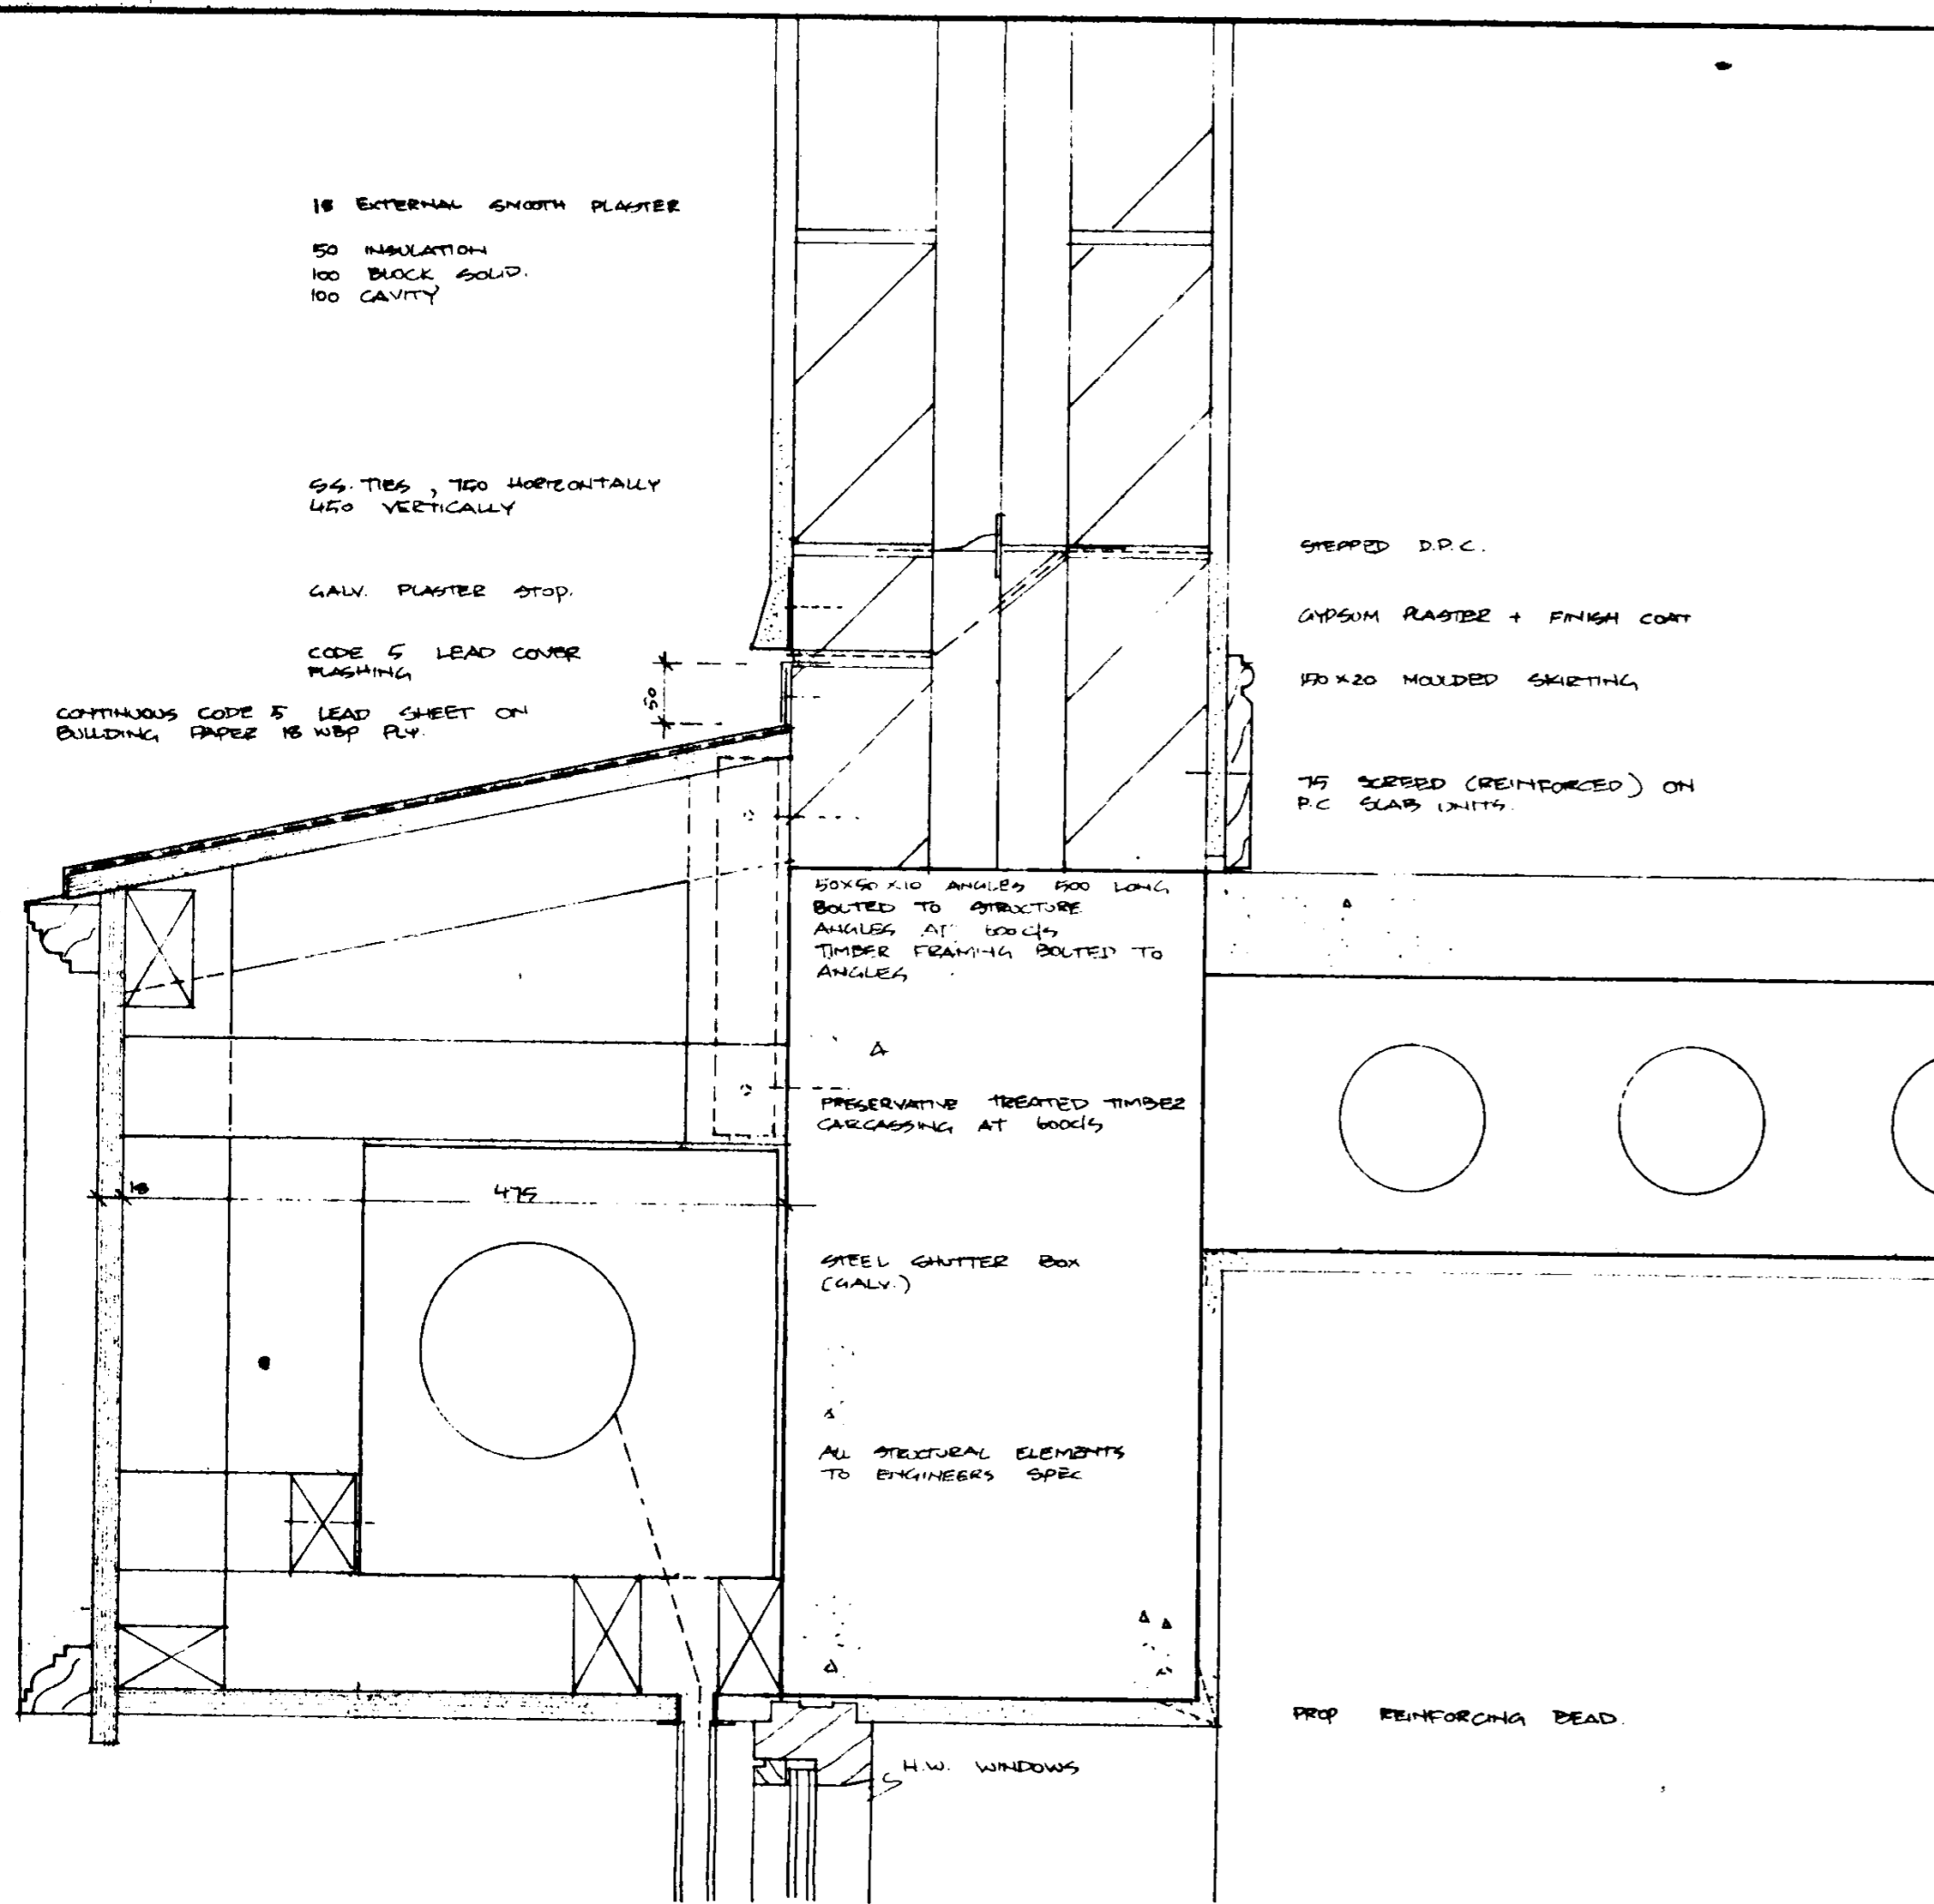 18 EXTERNAL SMOOTH PLASTER
50 INSULATION
100 BLOCK SOLID.
100 CAVITY
S.S. TIES, 750 HORIZONTALLY
450 VERTICALLY
GALV. PLASTER STOP.
CODE 5 LEAD COVER
FLASHING
CONTINUOUS CODE 5 LEAD SHEET ON
BUILDING PAPER 18 WBP PLY.
50
STEPPED D.P.C.
GYPSUM PLASTER + FINISH COAT
150 x 20 MOULDED SKIRTING
75 SCREED (REINFORCED) ON
P.C SLAB UNITS.
50x50x10 ANGLES 500 LONG
BOLTED TO STRUCTURE
ANGLES AT 600c/s
TIMBER FRAMING BOLTED TO
ANGLES
PRESERVATIVE TREATED TIMBER
CARCASSING AT 600c/s
18
475
STEEL SHUTTER BOX
(GALV.)
ALL STRUCTURAL ELEMENTS
TO ENGINEERS SPEC
PROP REINFORCING BEAD.
H.W. WINDOWS